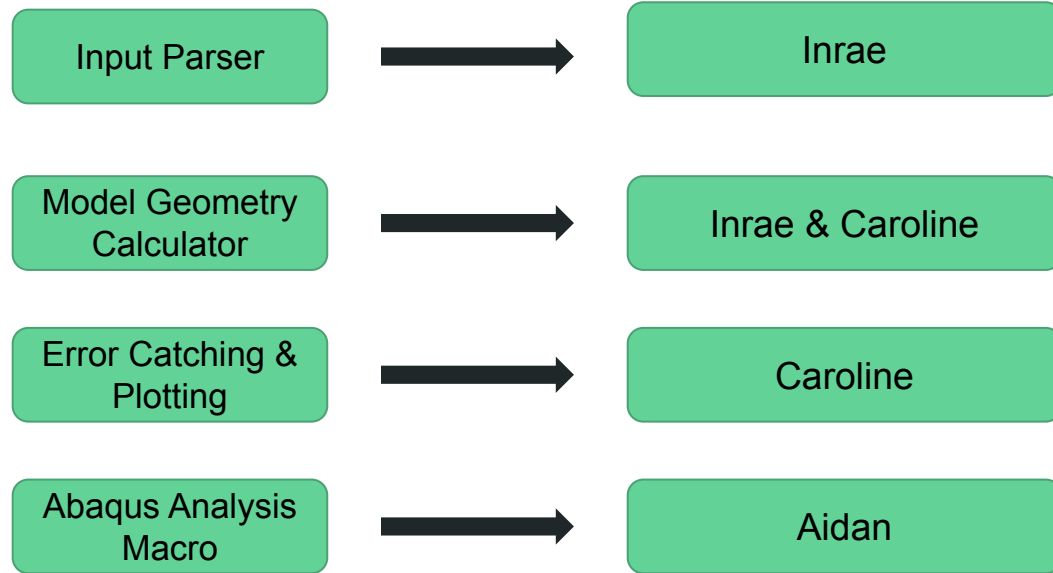 Input Parser
Inrae
Model Geometry
Calculator
Inrae & Caroline
Error Catching &
Plotting
Caroline
Abaqus Analysis
Macro
Aidan